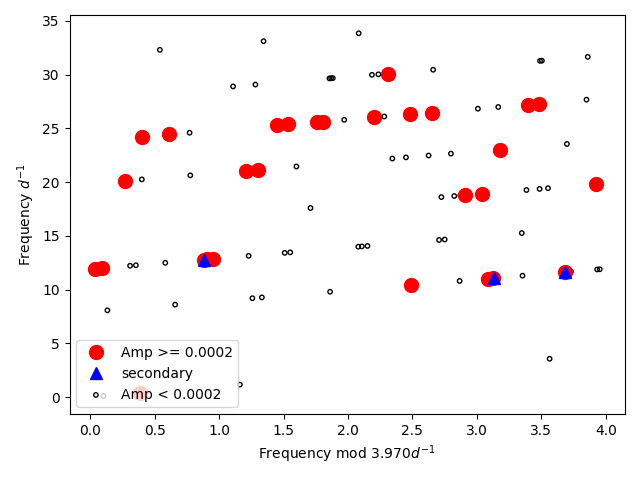 35
30
25
20
15
10
5
0
Frequency d⁻¹
Amp >= 0.0002
secondary
Amp < 0.0002
0.0 0.5 1.0 1.5 2.0 2.5 3.0 3.5 4.0
Frequency mod 3.970d⁻¹